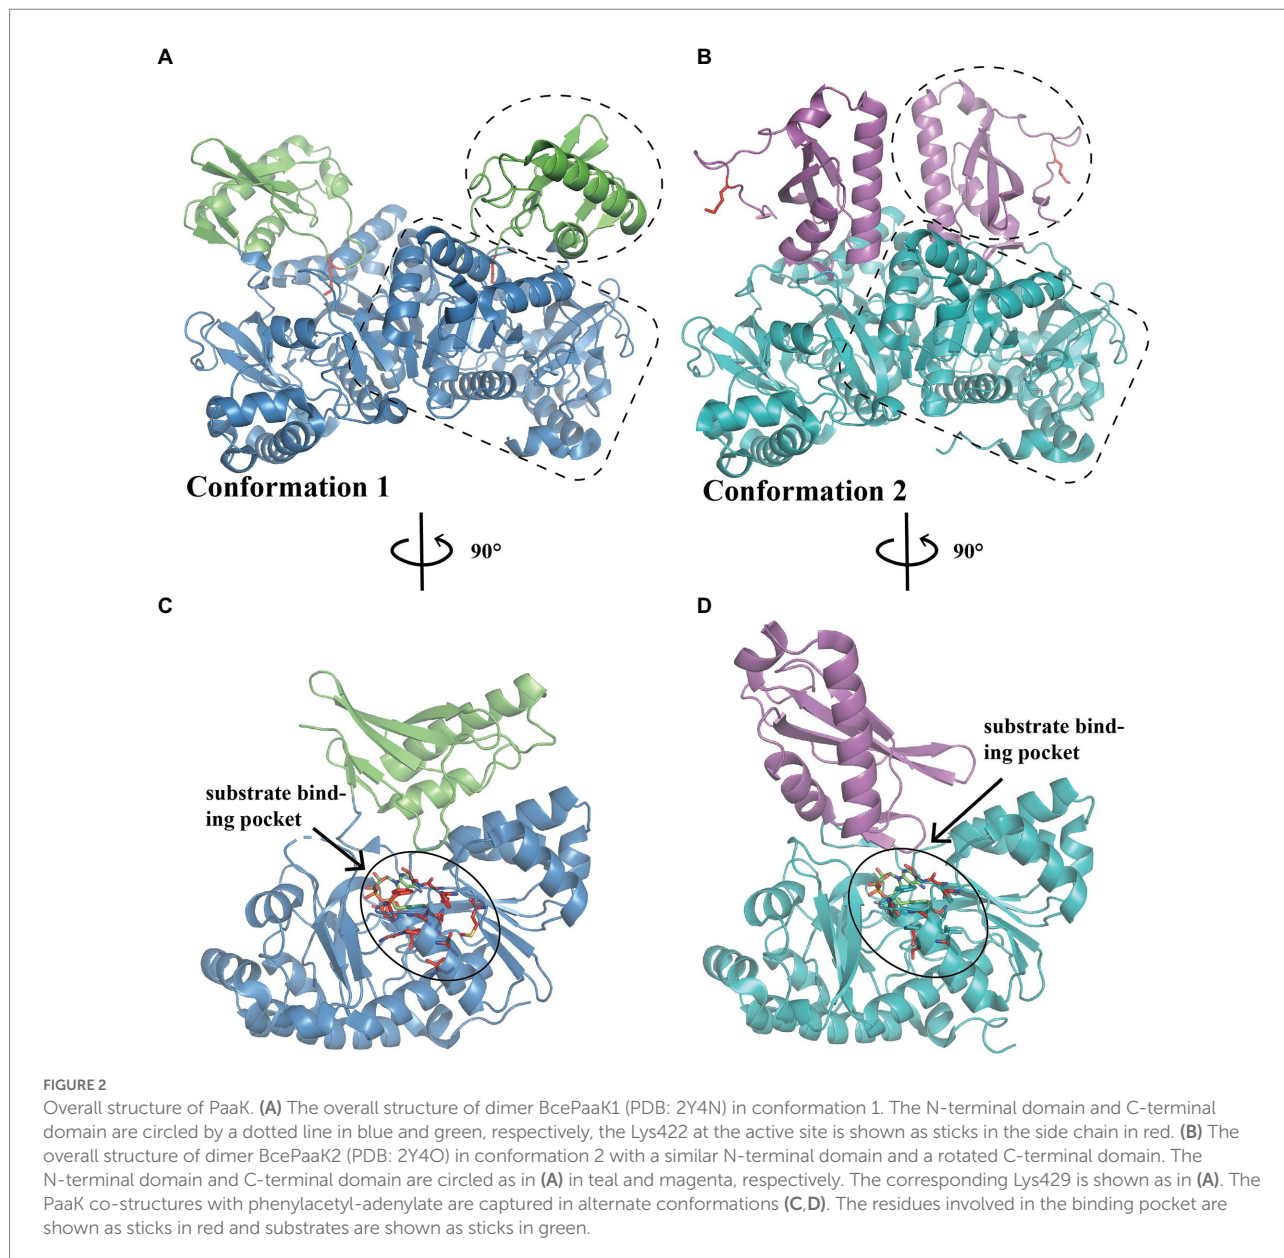 A
B
Conformation 1
Conformation 2
90°
90°
C
D
substrate bind-
ing pocket
substrate bind-
ing pocket
FIGURE 2
Overall structure of PaaK. (A) The overall structure of dimer BcePaaK1 (PDB: 2Y4N) in conformation 1. The N-terminal domain and C-terminal
domain are circled by a dotted line in blue and green, respectively, the Lys422 at the active site is shown as sticks in the side chain in red. (B) The
overall structure of dimer BcePaaK2 (PDB: 2Y4O) in conformation 2 with a similar N-terminal domain and a rotated C-terminal domain. The
N-terminal domain and C-terminal domain are circled as in (A) in teal and magenta, respectively. The corresponding Lys429 is shown as in (A). The
PaaK co-structures with phenylacetyl-adenylate are captured in alternate conformations (C,D). The residues involved in the binding pocket are
shown as sticks in red and substrates are shown as sticks in green.